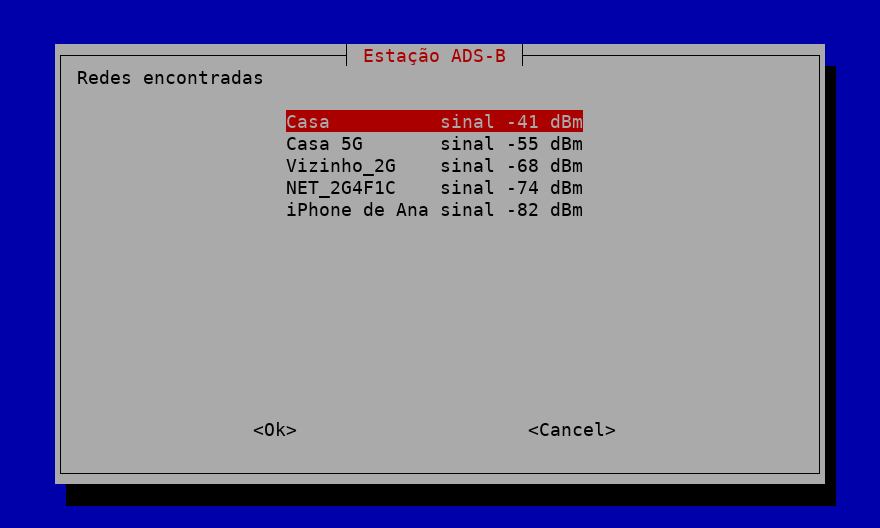 Estação ADS-B
Redes encontradas
Casa sinal -41 dBm
Casa 5G sinal -55 dBm
Vizinho_2G sinal -68 dBm
NET_2G4F1C sinal -74 dBm
iPhone de Ana sinal -82 dBm
<Ok> <Cancel>